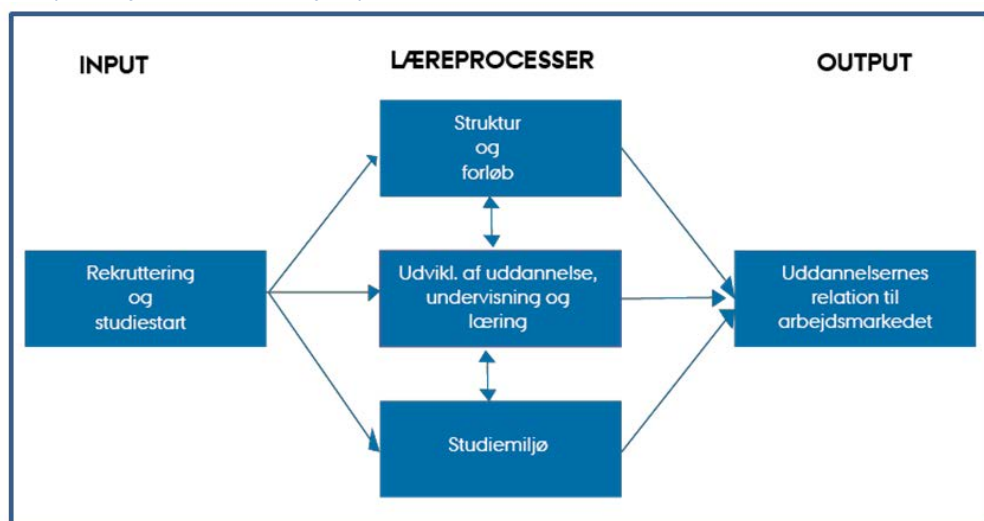 INPUT
LÆREPROCESSER
OUTPUT
Struktur
og
forløb
Rekruttering
og
studiestart
Udvikl. af uddannelse,
undervisning og
læring
Uddannelsernes
relation til
arbejdsmarkedet
Studiemiljø